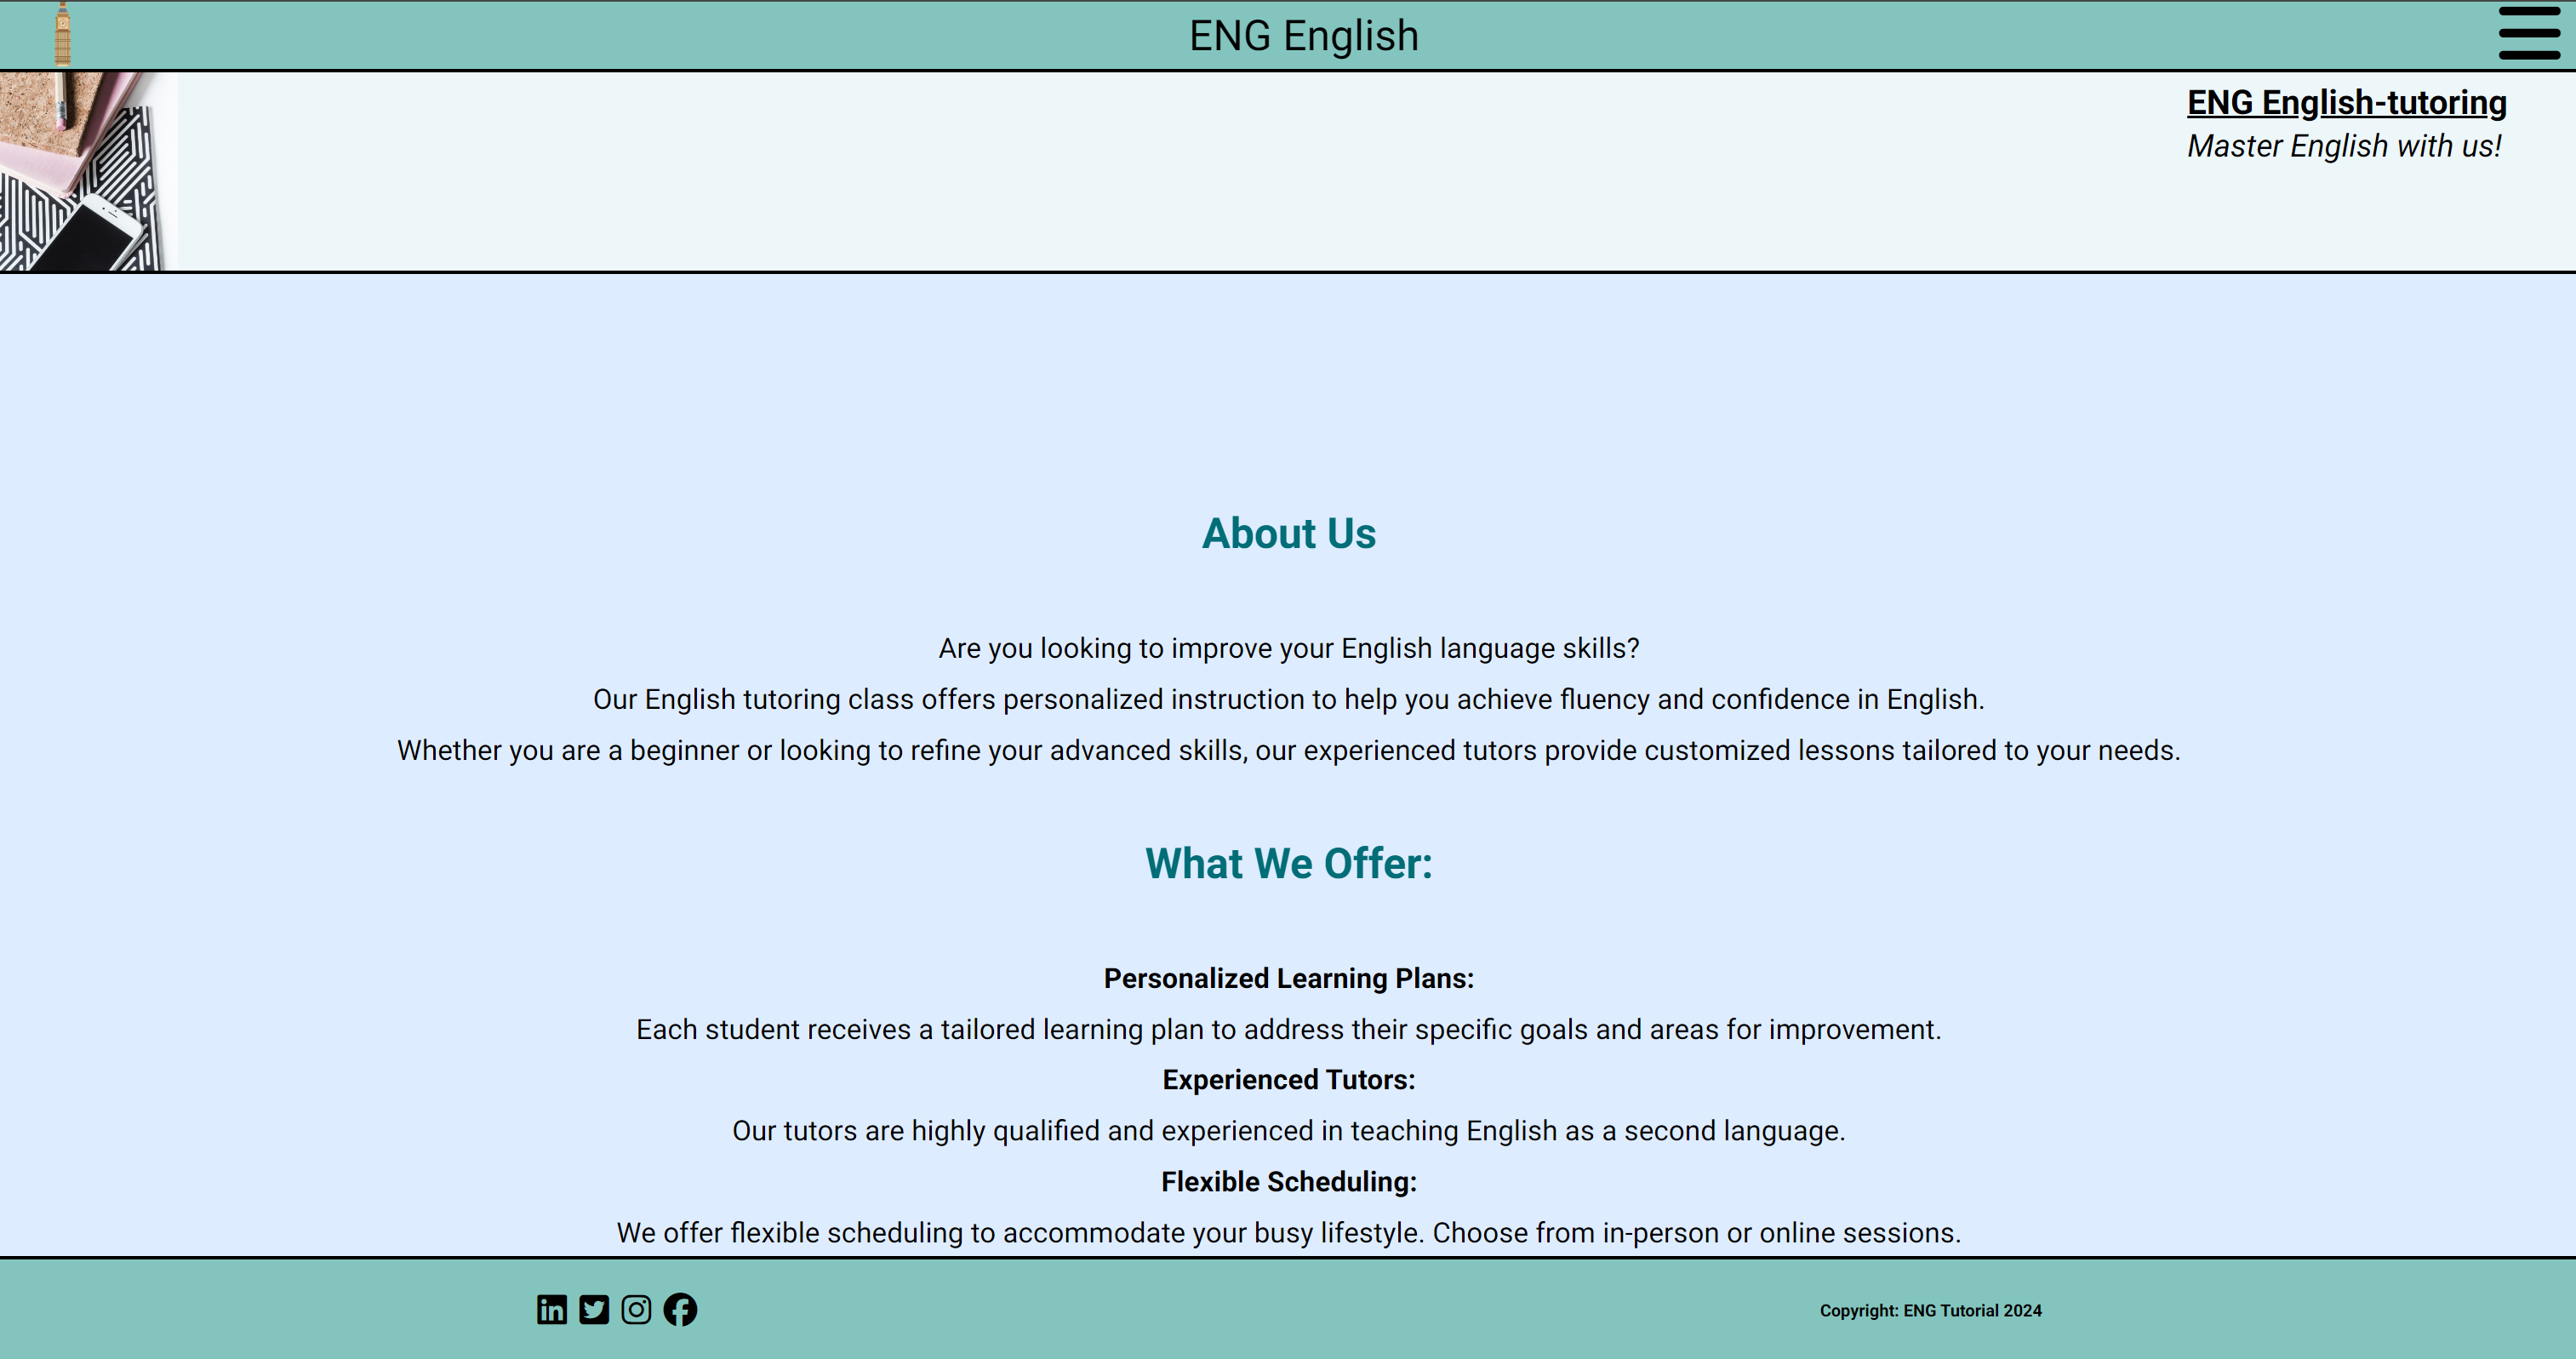 ENG English
ENG English-tutoring
Master English with us!
About Us
Are you looking to improve your English language skills?
Our English tutoring class offers personalized instruction to help you achieve fluency and confidence in English.
Whether you are a beginner or looking to refine your advanced skills, our experienced tutors provide customized lessons tailored to your needs.
What We Offer:
Personalized Learning Plans:
Each student receives a tailored learning plan to address their specific goals and areas for improvement.
Experienced Tutors:
Our tutors are highly qualified and experienced in teaching English as a second language.
Flexible Scheduling:
We offer flexible scheduling to accommodate your busy lifestyle. Choose from in-person or online sessions.
Copyright: ENG Tutorial 2024